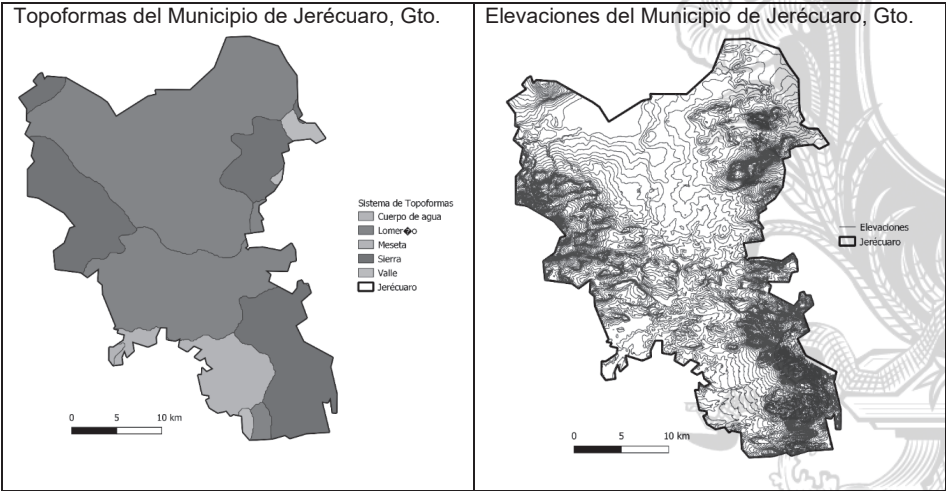 Topoformas del Municipio de Jerécuaro, Gto.
Sistema de Topoformas
Cuerpo de agua
Lomer�o
Meseta
Sierra
Valle
Jerécuaro
0 5 10 km
Elevaciones del Municipio de Jerécuaro, Gto.
Elevaciones
Jerécuaro
0 5 10 km